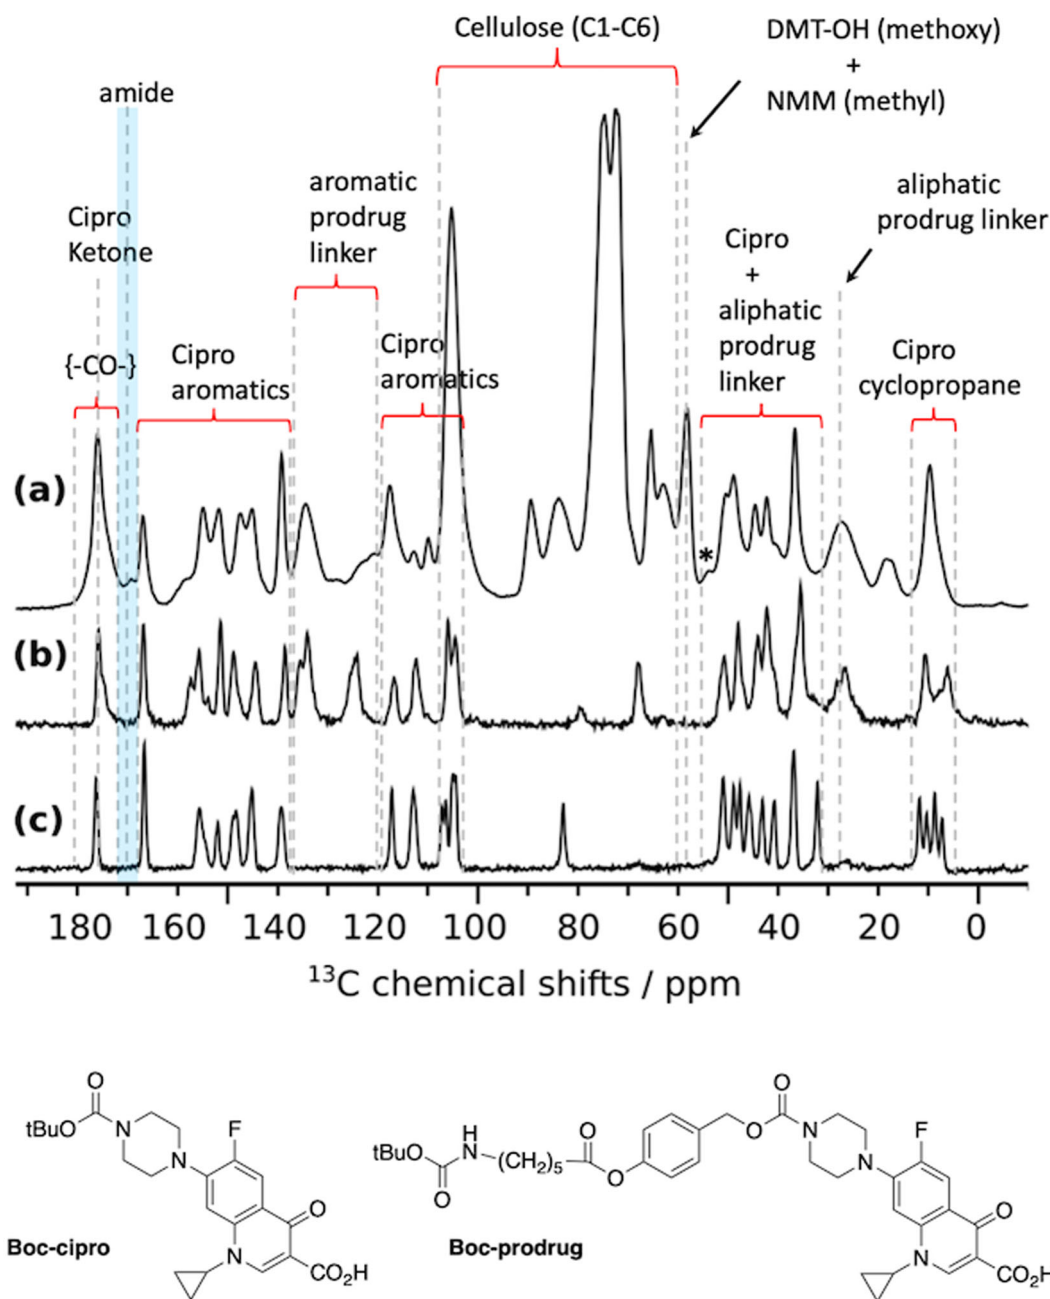 Cellulose (C1-C6)
DMT-OH (methoxy)
+
NMM (methyl)
amide
aromatic
prodrug
linker
aliphatic
prodrug linker
Cipro
Ketone
Cipro
+
aliphatic
prodrug
linker
{-CO-}
Cipro
aromatics
Cipro
aromatics
Cipro
cyclopropane
(a)
*
(b)
(c)
180 160 140 120 100 80 60 40 20 0
¹³C chemical shifts / ppm
O
tBuO
N
N
F
O
N
CO₂H
Boc-cipro
tBuO
O
H
N
(CH₂)₅
O
O
O
O
N
N
F
O
N
CO₂H
Boc-prodrug